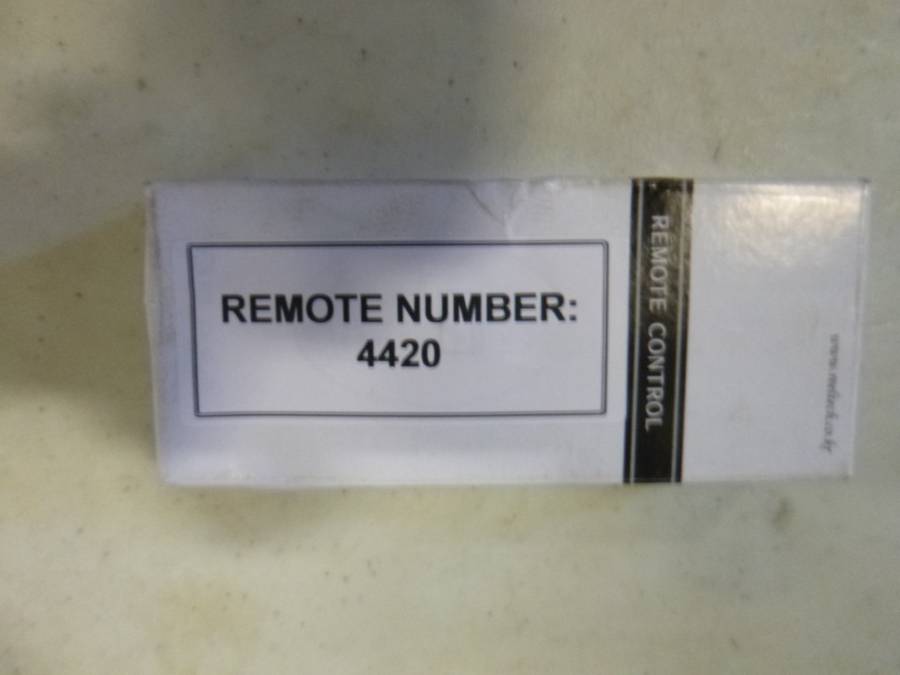 REMOTE NUMBER:
4420
REMOTE CONTROL